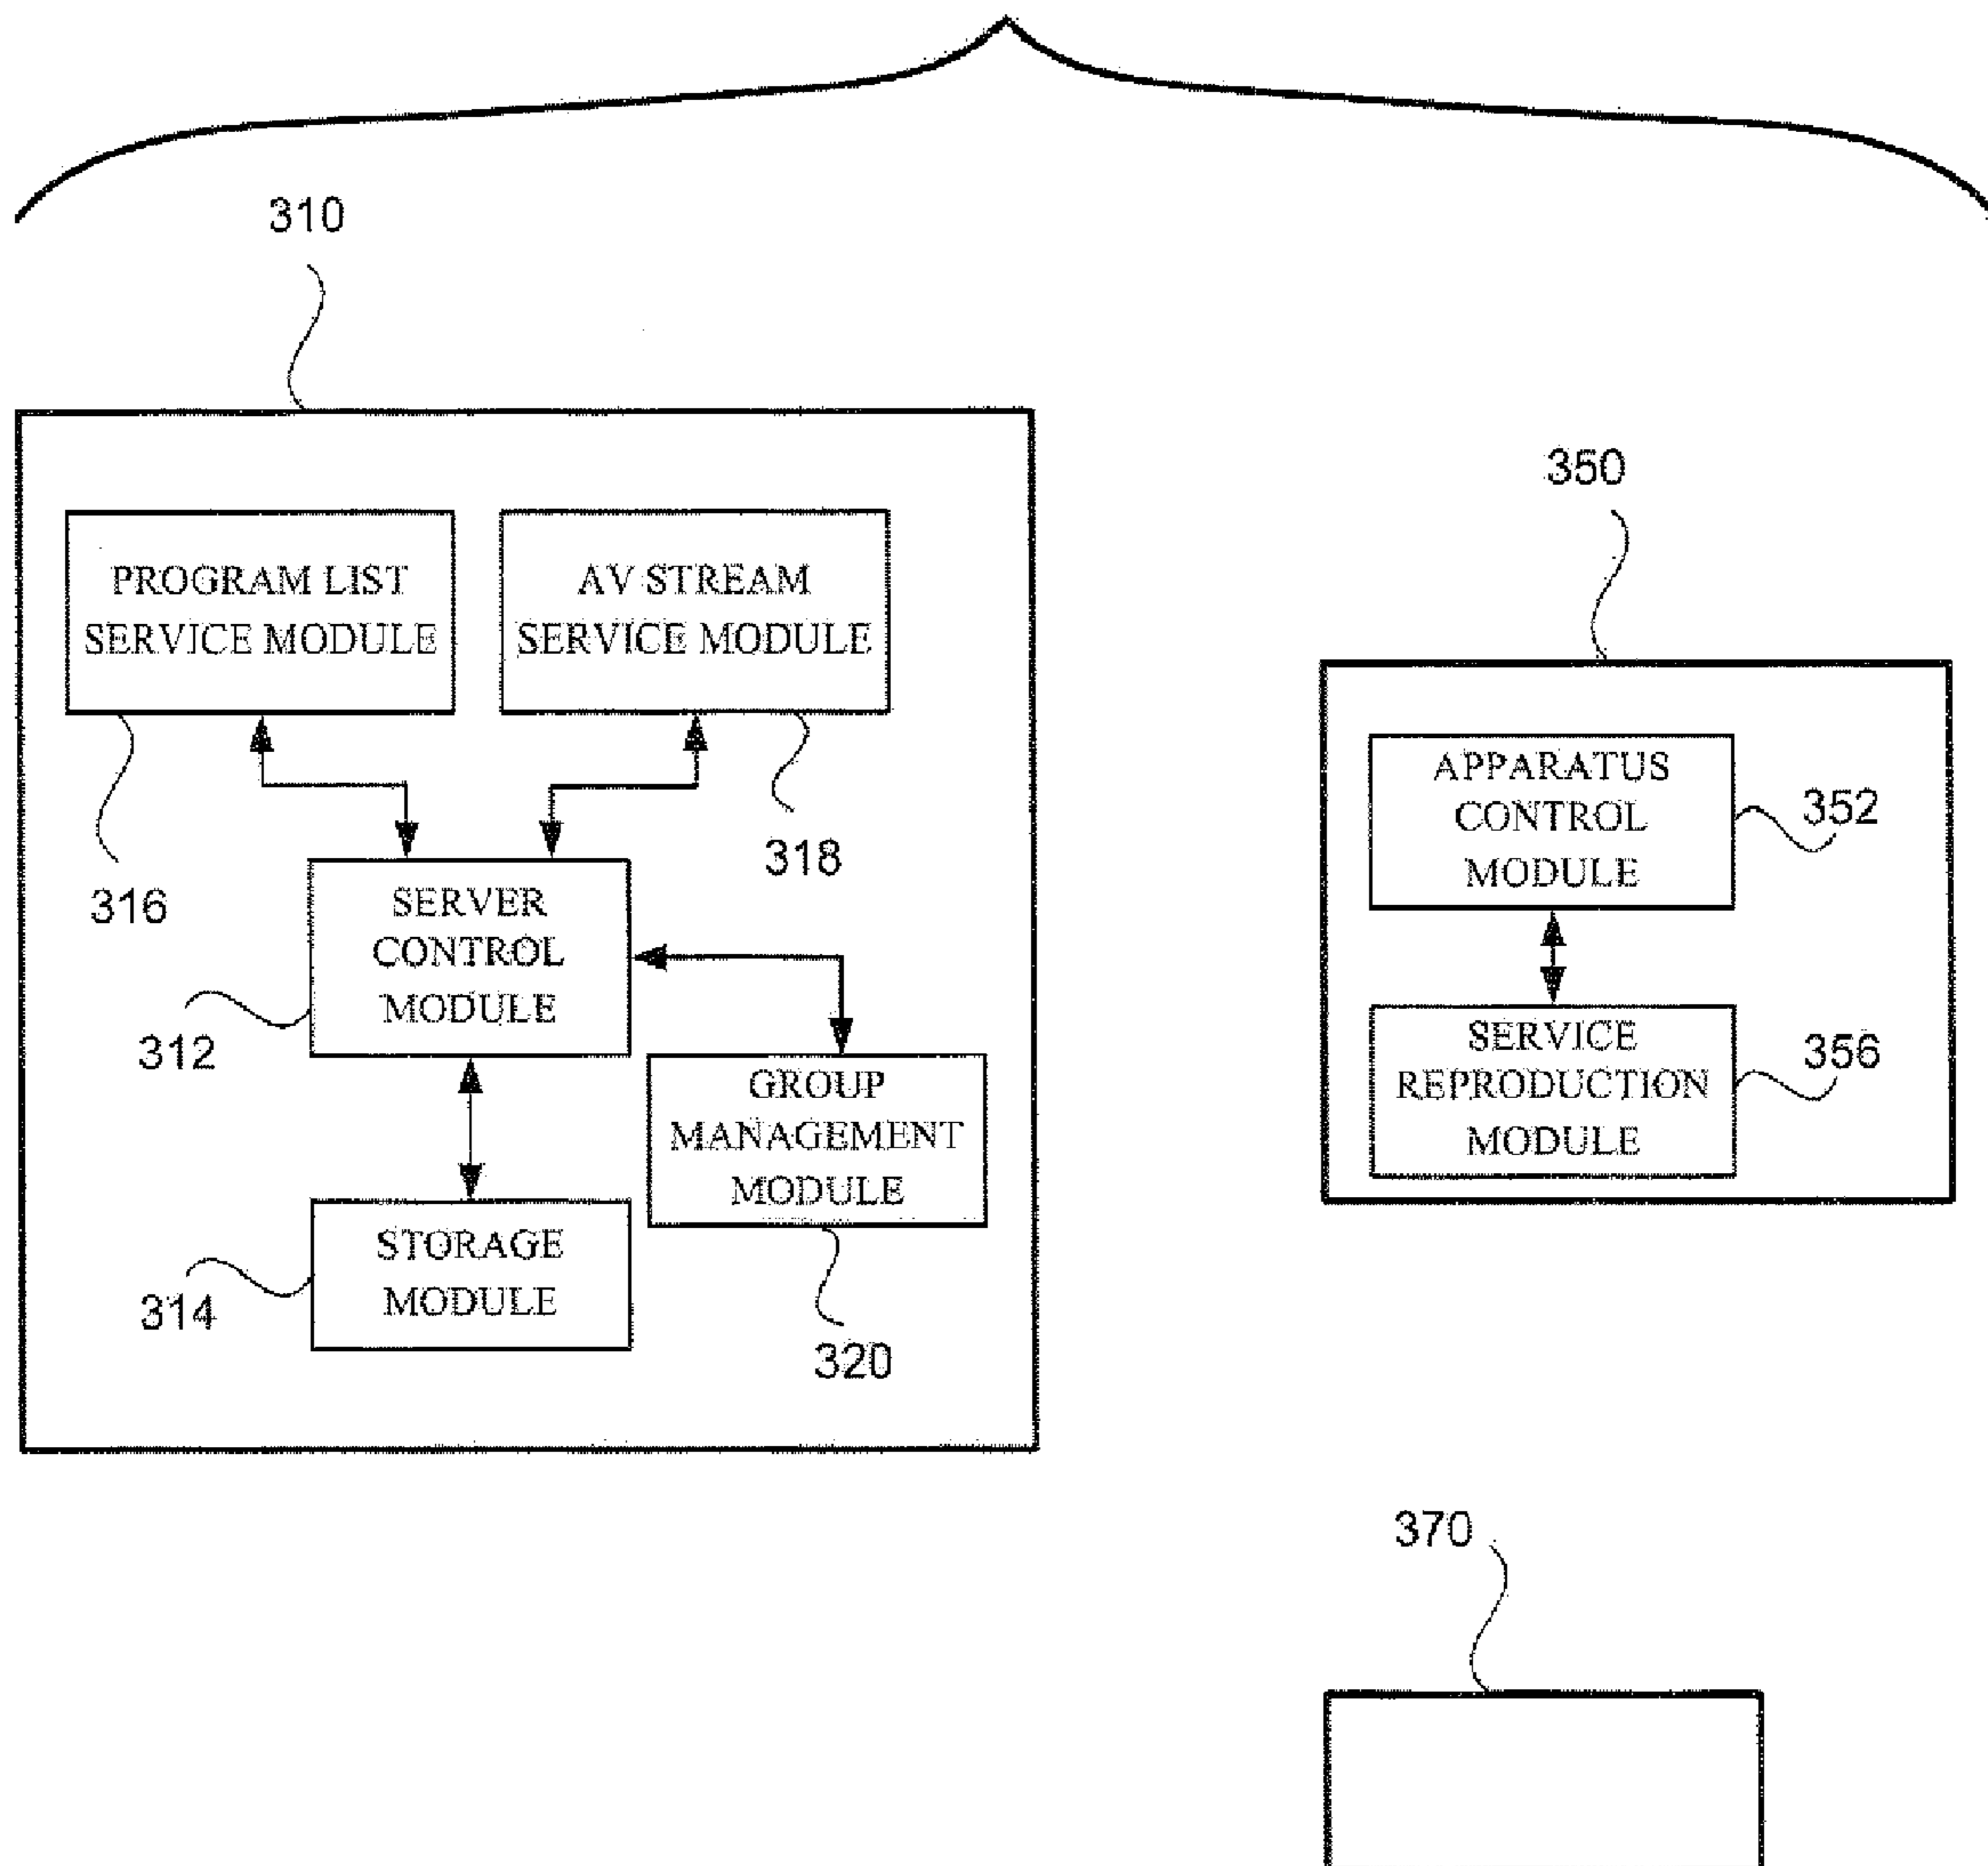 310
350
PROGRAM LIST
SERVICE MODULE
AV STREAM
SERVICE MODULE
316
318
SERVER
CONTROL
MODULE
312
GROUP
MANAGEMENT
MODULE
320
STORAGE
MODULE
314
APPARATUS
CONTROL
MODULE
352
SERVICE
REPRODUCTION
MODULE
356
370